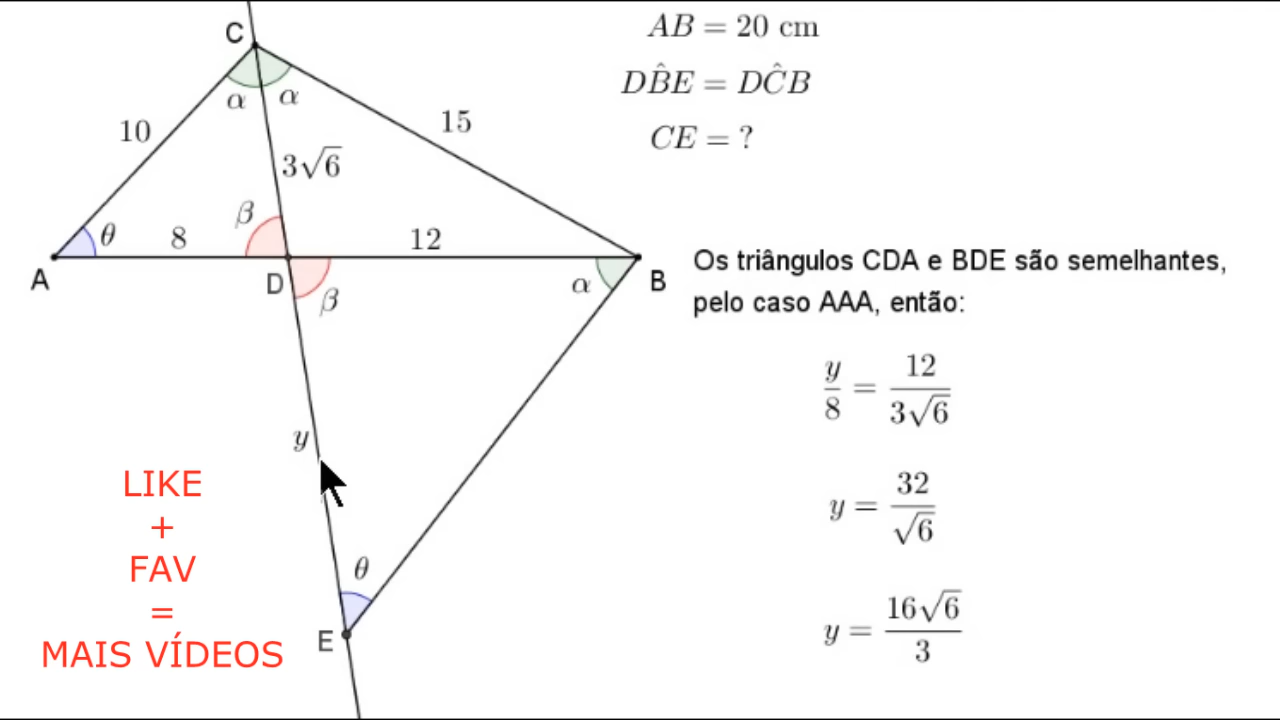 C
α α
10
15
3√6
β
θ
8
12
A
D
B
β
α
y
θ
E
AB = 20 cm
DB̂E = DĈB
CE = ?
Os triângulos CDA e BDE são semelhantes,
pelo caso AAA, então:
y/8 = 12/3√6
y = 32/√6
y = 16√6/3
LIKE
+
FAV
=
MAIS VÍDEOS